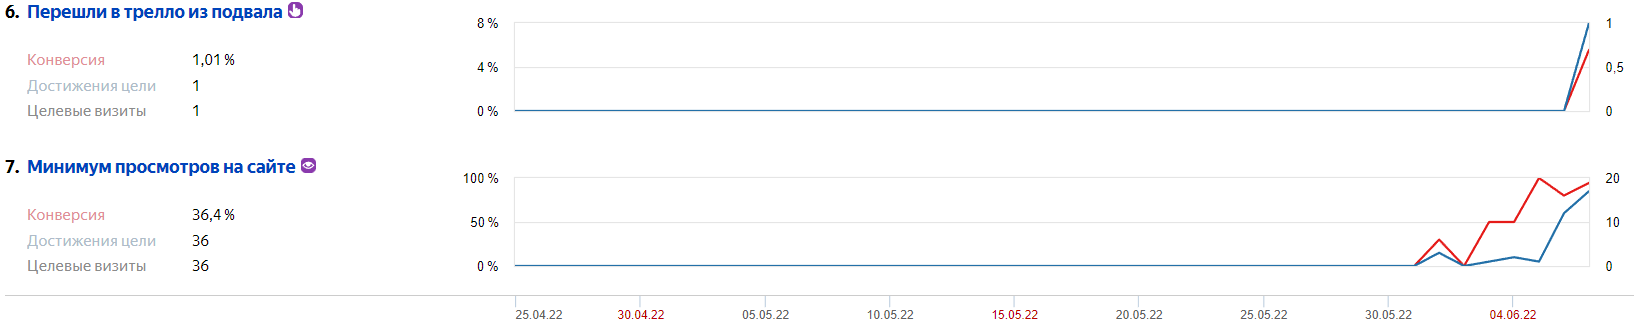 6. Перешли в трелло из подвала
Конверсия 1,01 %
Достижения цели 1
Целевые визиты 1
8 % 1
4 % 0,5
0 % 0
7. Минимум просмотров на сайте
Конверсия 36,4 %
Достижения цели 36
Целевые визиты 36
100 % 20
50 % 10
0 % 0
25.04.22 30.04.22 05.05.22 10.05.22 15.05.22 20.05.22 25.05.22 30.05.22 04.06.22